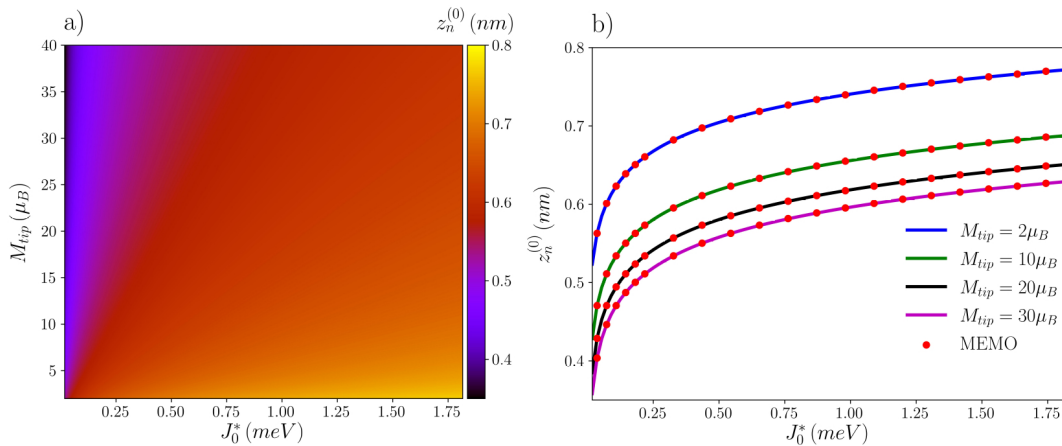 a)
z_n^{(0)} (nm)
40
35
30
25
20
15
10
5
M_{tip} (μ_B)
0.25 0.50 0.75 1.00 1.25 1.50 1.75
J_0^* (meV)
0.8
0.7
0.6
0.5
0.4
b)
0.8
0.7
0.6
0.5
0.4
z_n^{(0)} (nm)
M_{tip} = 2μ_B
M_{tip} = 10μ_B
M_{tip} = 20μ_B
M_{tip} = 30μ_B
MEMO
0.25 0.50 0.75 1.00 1.25 1.50 1.75
J_0^* (meV)